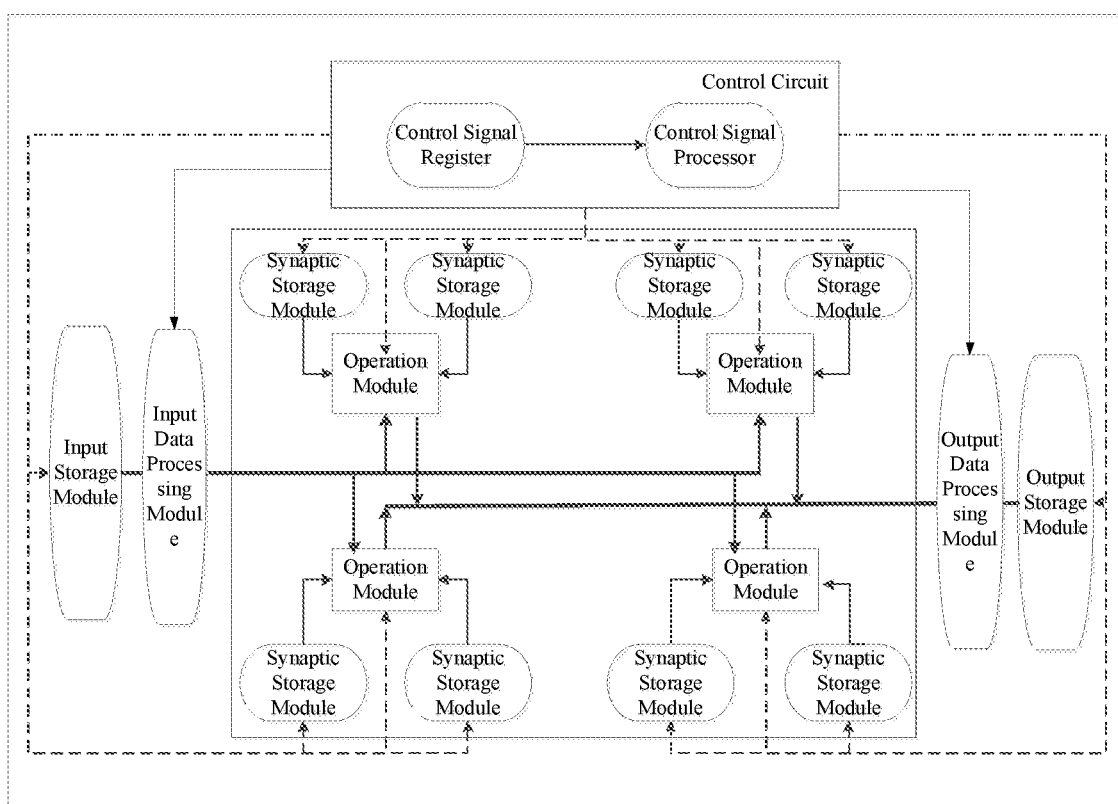 Control Circuit
Control Signal
Register
Control Signal
Processor
Synaptic
Storage
Module
Synaptic
Storage
Module
Synaptic
Storage
Module
Synaptic
Storage
Module
Operation
Module
Operation
Module
Input
Storage
Module
Input
Data
Proces
sing
Modul
e
Output
Data
Proces
sing
Modul
e
Output
Storage
Module
Operation
Module
Operation
Module
Synaptic
Storage
Module
Synaptic
Storage
Module
Synaptic
Storage
Module
Synaptic
Storage
Module